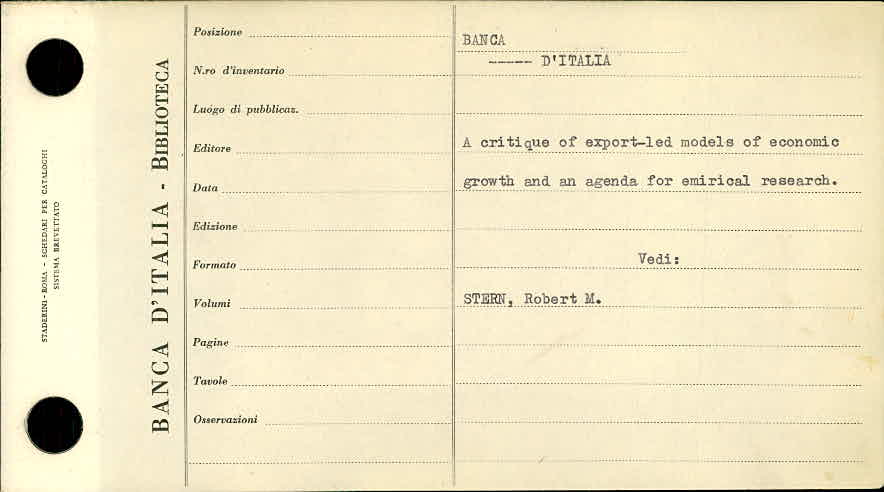 STADERINI - ROMA - SCHEDARI PER CATALOGHI
SISTEMA BREVETTATO
BANCA D'ITALIA - BIBLIOTECA
Posizione
N.ro d'inventario
Luogo di pubblicaz.
Editore
Data
Edizione
Formato
Volumi
Pagine
Tavole
Osservazioni
BANCA
----- D'ITALIA
A critique of export-led models of economic
growth and an agenda for emirical research.
Vedi:
STERN, Robert M.